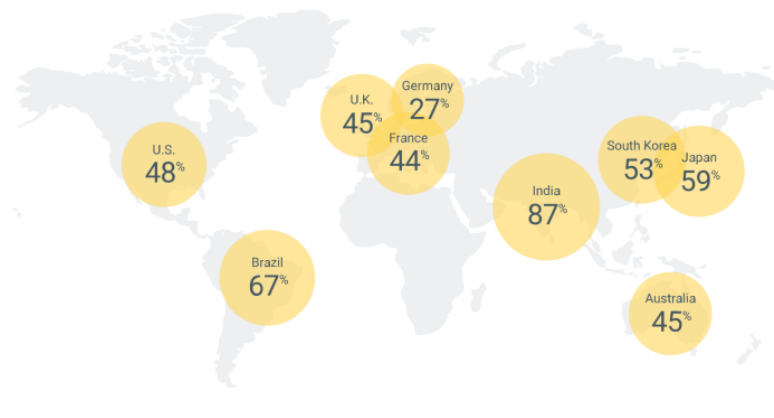 U.S.
48%
Brazil
67%
U.K.
45%
Germany
27%
France
44%
India
87%
South Korea
53%
Japan
59%
Australia
45%